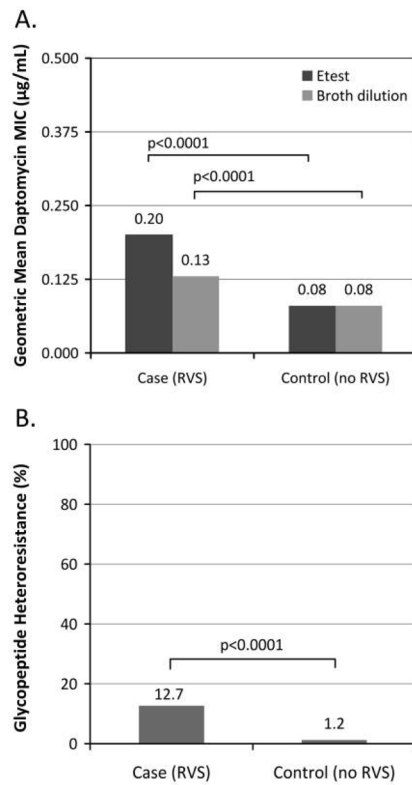 A.
Geometric Mean Daptomycin MIC (µg/mL)
0.500
0.375
0.250
0.125
0.000
Etest
Broth dilution
p<0.0001
p<0.0001
0.20
0.13
0.08
0.08
Case (RVS)
Control (no RVS)
B.
Glycopeptide Heteroresistance (%)
100
80
60
40
20
0
p<0.0001
12.7
1.2
Case (RVS)
Control (no RVS)